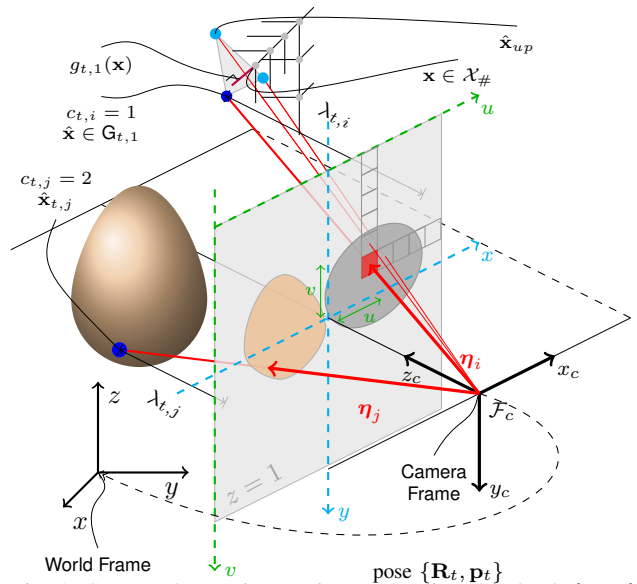 x̂_{up}
g_{t,1}(x)
x ∈ 𝒳_#
c_{t,i} = 1
x̂ ∈ G_{t,1}
λ_{t,i}
u
c_{t,j} = 2
x̂_{t,j}
x
v
u
η_i
z_c
x_c
λ_{t,j}
ℱ_c
z
η_j
z = 1
Camera
Frame
y
y_c
x
y
World Frame
v
pose {R_t, p_t}